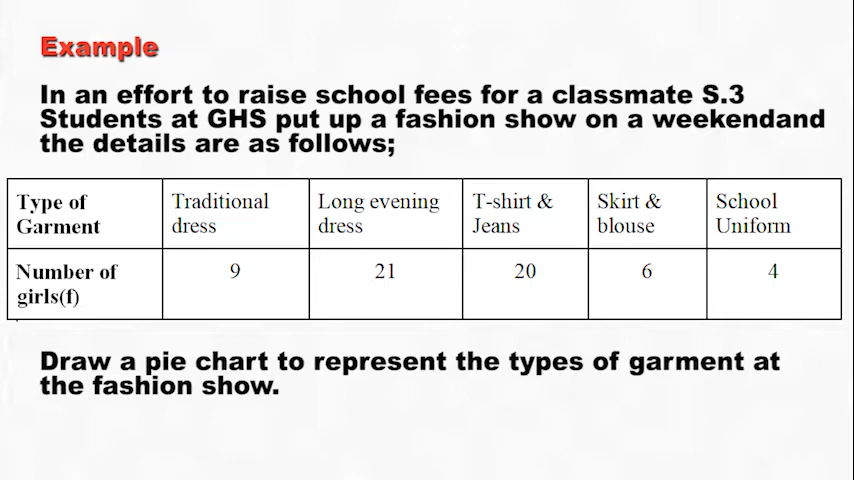 Example
In an effort to raise school fees for a classmate S.3
Students at GHS put up a fashion show on a weekendand
the details are as follows;
Type of Garment | Traditional dress | Long evening dress | T-shirt & Jeans | Skirt & blouse | School Uniform
Number of girls(f) | 9 | 21 | 20 | 6 | 4
Draw a pie chart to represent the types of garment at
the fashion show.